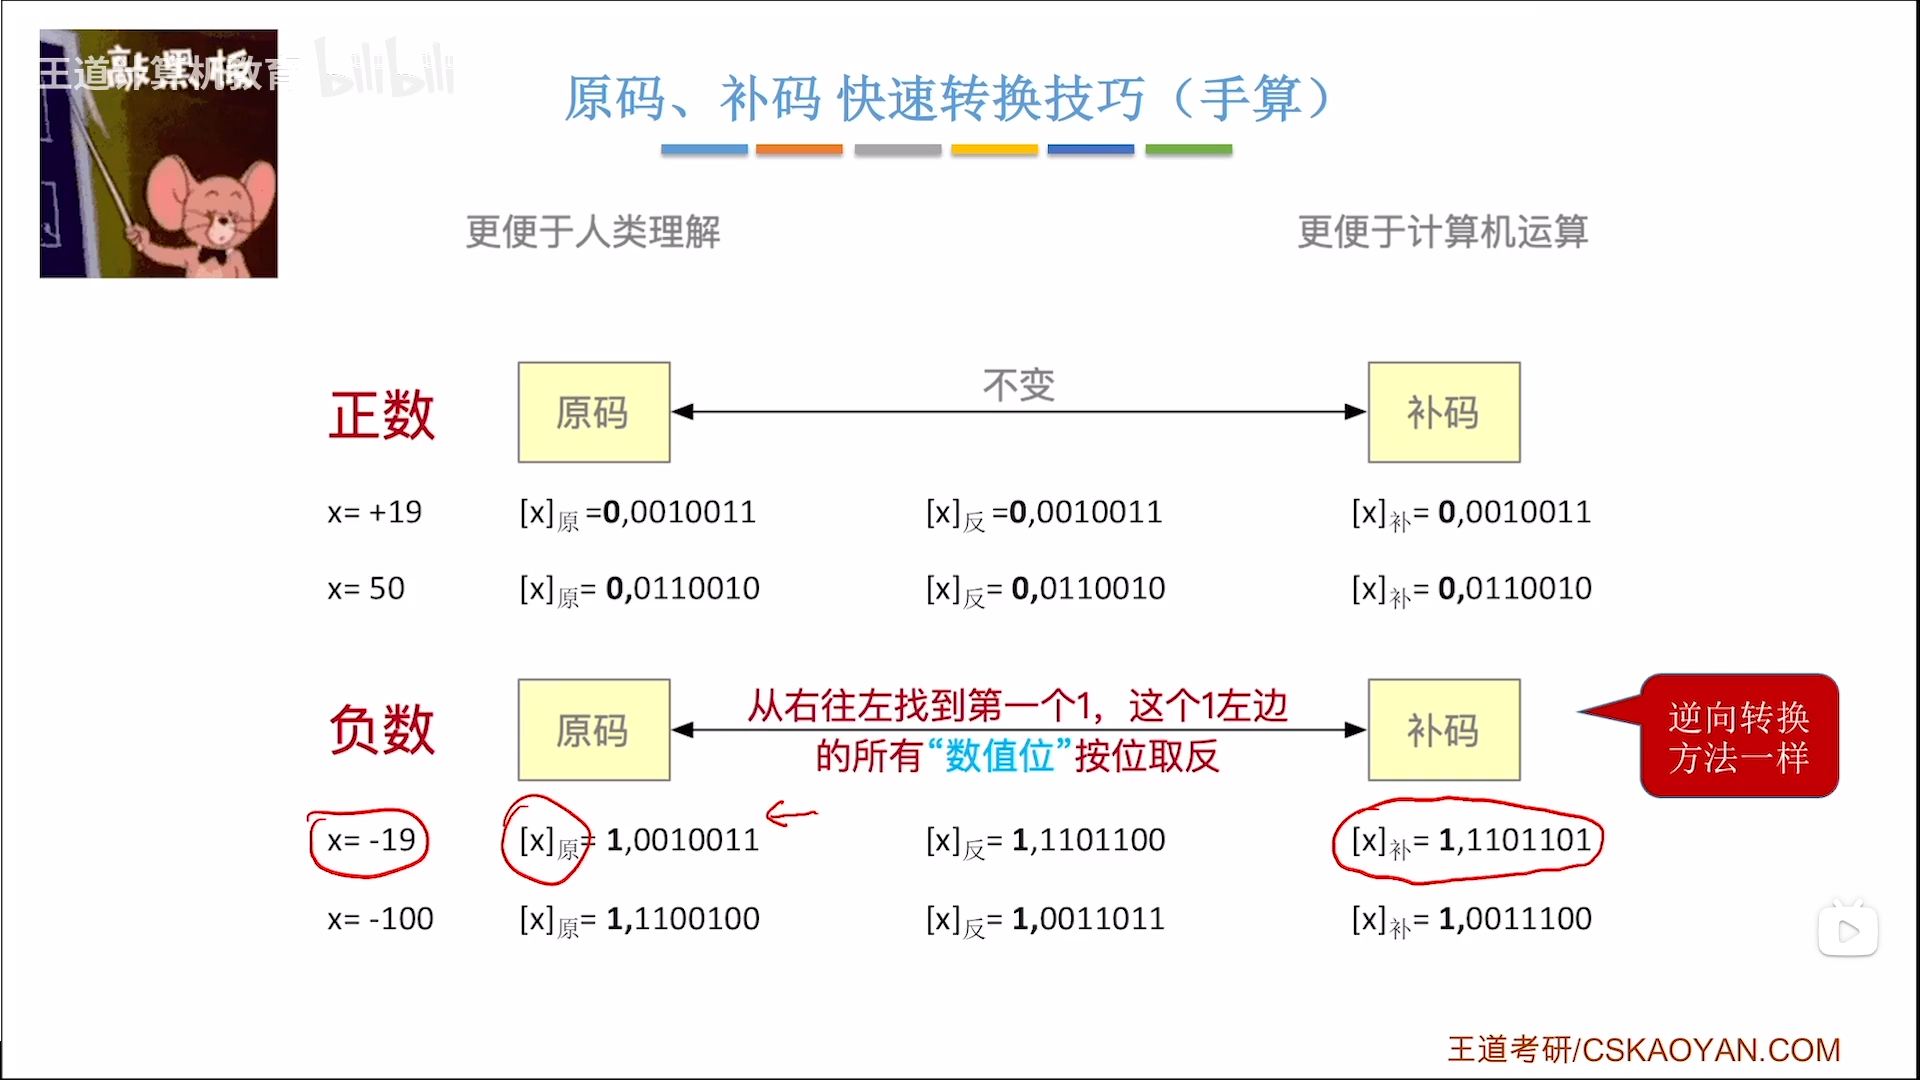 敲黑板
王道计算机教育 bilibili
原码、补码 快速转换技巧（手算）
更便于人类理解 更便于计算机运算
正数 原码 不变 补码
x= +19 [x]原 =0,0010011 [x]反 =0,0010011 [x]补= 0,0010011
x= 50 [x]原= 0,0110010 [x]反= 0,0110010 [x]补= 0,0110010
负数 原码 从右往左找到第一个1，这个1左边 补码
的所有“数值位”按位取反
逆向转换
方法一样
x= -19 [x]原= 1,0010011 [x]反= 1,1101100 [x]补= 1,1101101
x= -100 [x]原= 1,1100100 [x]反= 1,0011011 [x]补= 1,0011100
王道考研/CSKAOYAN.COM